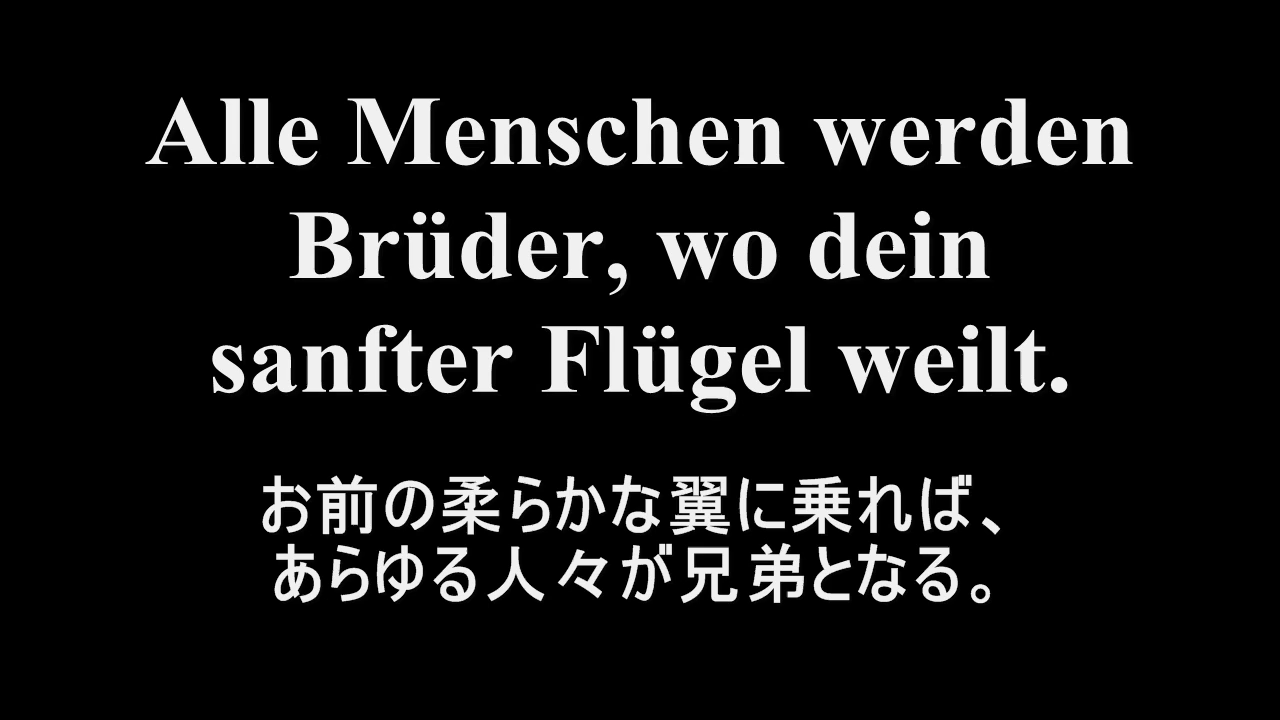 Alle Menschen werden
Brüder, wo dein
sanfter Flügel weilt.
お前の柔らかな翼に乗れば、
あらゆる人々が兄弟となる。